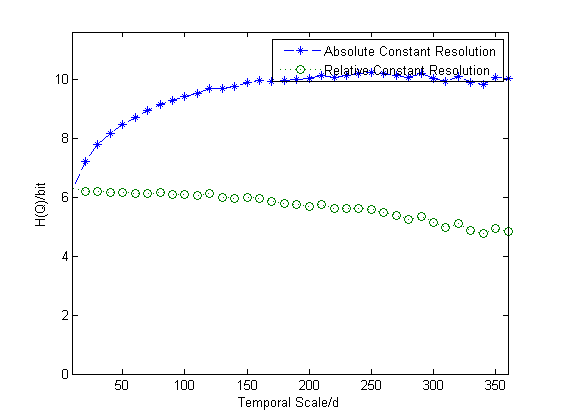 Absolute Constant Resolution
Relative Constant Resolution
H(Q)/bit
10
8
6
4
2
0
50 100 150 200 250 300 350
Temporal Scale/d